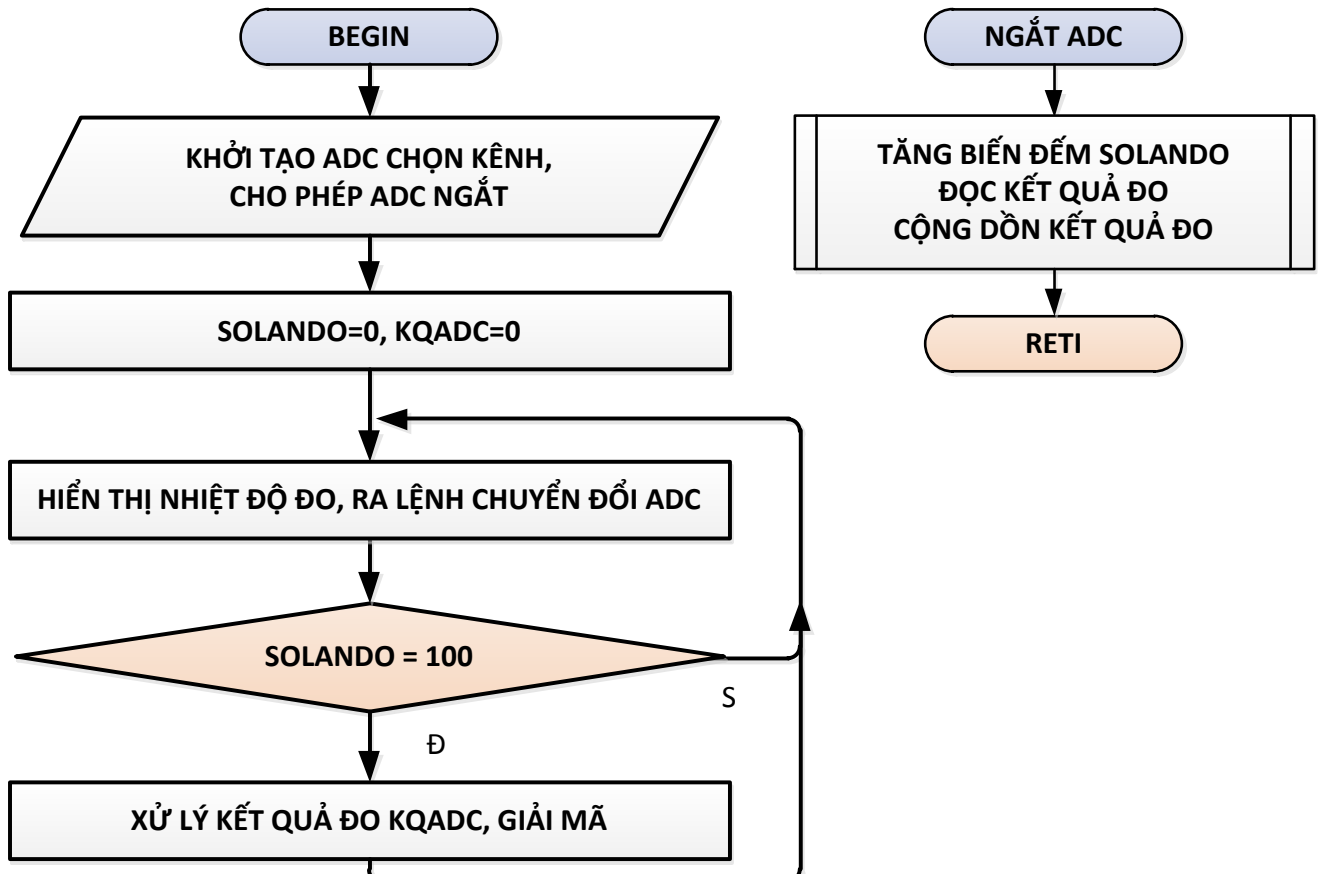 BEGIN
KHỞI TẠO ADC CHỌN KÊNH,
CHO PHÉP ADC NGẮT
SOLANDO=0, KQADC=0
HIỂN THỊ NHIỆT ĐỘ ĐO, RA LỆNH CHUYỂN ĐỔI ADC
SOLANDO = 100
S
Đ
XỬ LÝ KẾT QUẢ ĐO KQADC, GIẢI MÃ
NGẮT ADC
TĂNG BIẾN ĐẾM SOLANDO
ĐỌC KẾT QUẢ ĐO
CỘNG DỒN KẾT QUẢ ĐO
RETI